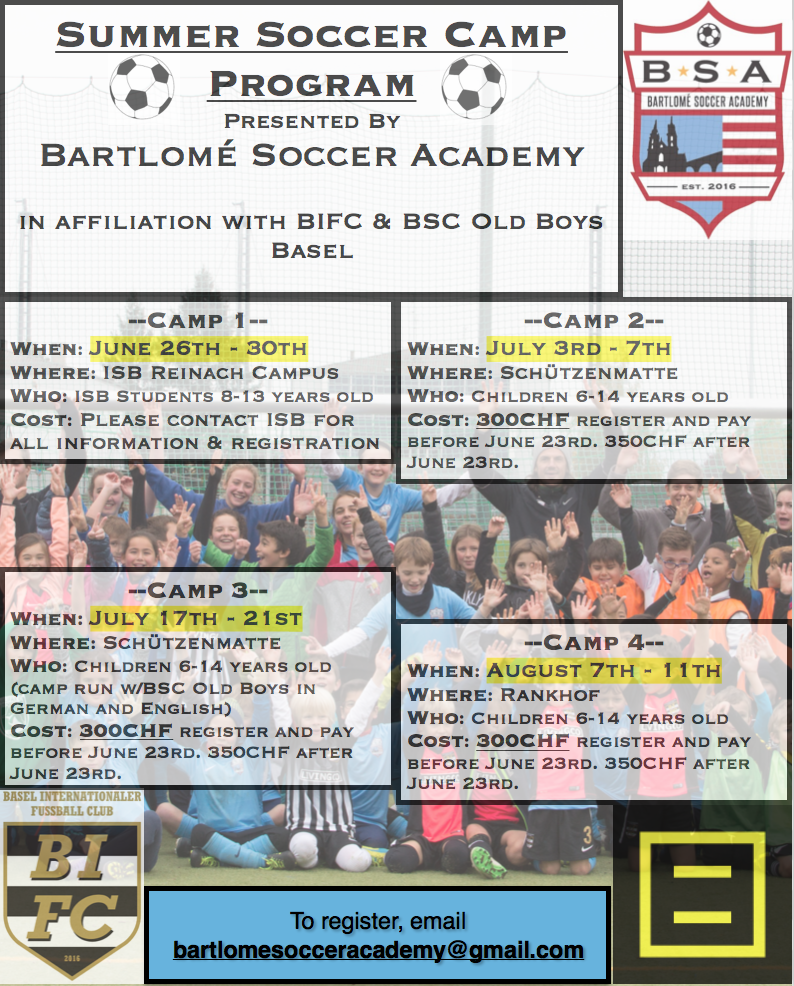 Summer Soccer Camp
Program
Presented By
Bartlomé Soccer Academy
in affiliation with BIFC & BSC Old Boys
Basel
B S A
BARTLOMÉ SOCCER ACADEMY
EST. 2016
--Camp 1--
When: June 26th - 30th
Where: ISB Reinach Campus
Who: ISB Students 8-13 years old
Cost: Please contact ISB for
all information & registration
--Camp 2--
When: July 3rd - 7th
Where: Schützenmatte
Who: Children 6-14 years old
Cost: 300CHF register and pay
before June 23rd. 350CHF after
June 23rd.
--Camp 3--
When: July 17th - 21st
Where: Schützenmatte
Who: Children 6-14 years old
(camp run w/BSC Old Boys in
German and English)
Cost: 300CHF register and pay
before June 23rd. 350CHF after
June 23rd.
--Camp 4--
When: August 7th - 11th
Where: Rankhof
Who: Children 6-14 years old
Cost: 300CHF register and pay
before June 23rd. 350CHF after
June 23rd.
3
BASEL INTERNATIONALER
FUSSBALL CLUB
BI
FC
2016
To register, email
bartlomesocceracademy@gmail.com